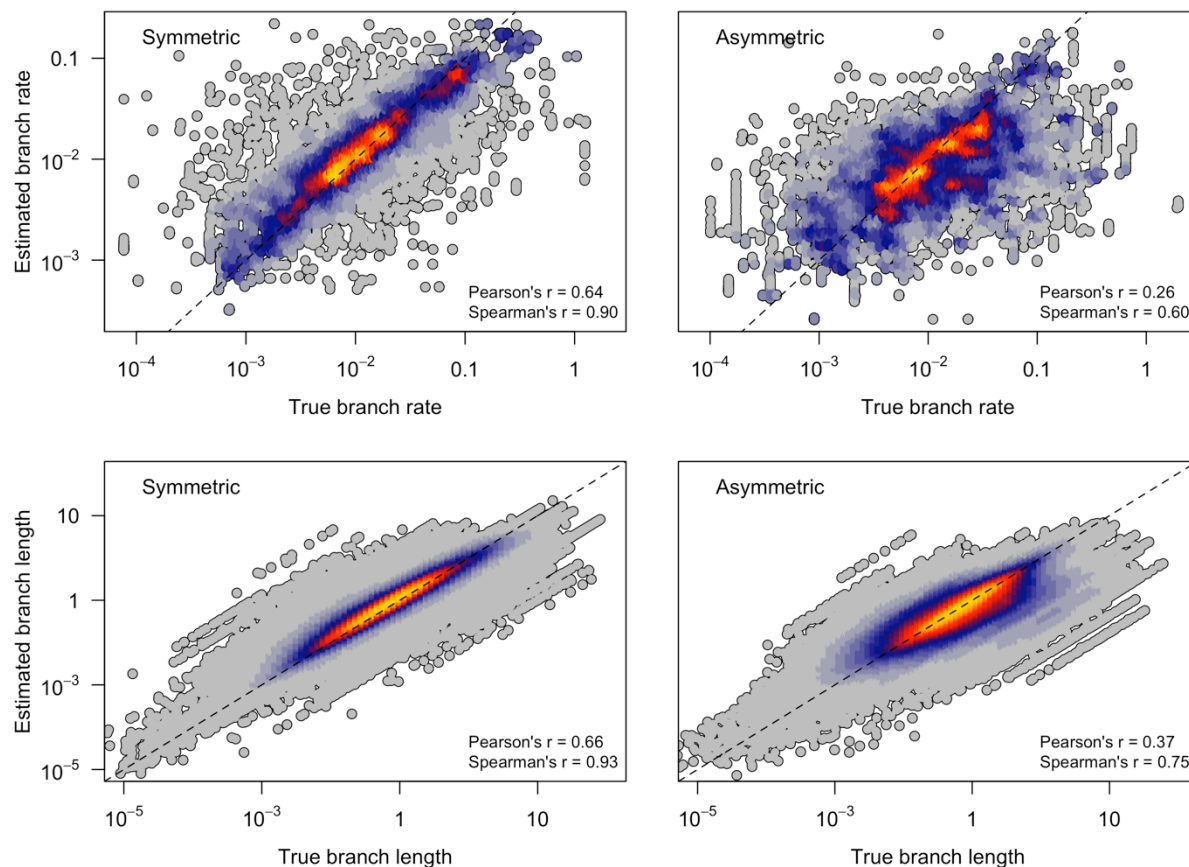 Symmetric
Asymmetric
Estimated branch rate
0.1
10⁻²
10⁻³
Pearson's r = 0.64
Spearman's r = 0.90
Pearson's r = 0.26
Spearman's r = 0.60
10⁻⁴ 10⁻³ 10⁻² 0.1 1
10⁻⁴ 10⁻³ 10⁻² 0.1 1
True branch rate
True branch rate
Symmetric
Asymmetric
Estimated branch length
10
1
10⁻³
10⁻⁵
Pearson's r = 0.66
Spearman's r = 0.93
Pearson's r = 0.37
Spearman's r = 0.75
10⁻⁵ 10⁻³ 1 10
10⁻⁵ 10⁻³ 1 10
True branch length
True branch length